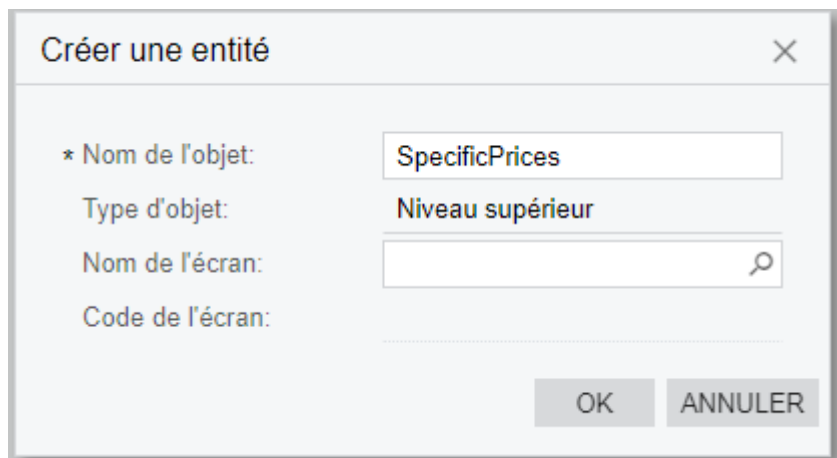 Créer une entité
* Nom de l'objet: SpecificPrices
Type d'objet: Niveau supérieur
Nom de l'écran:
Code de l'écran:
OK ANNULER